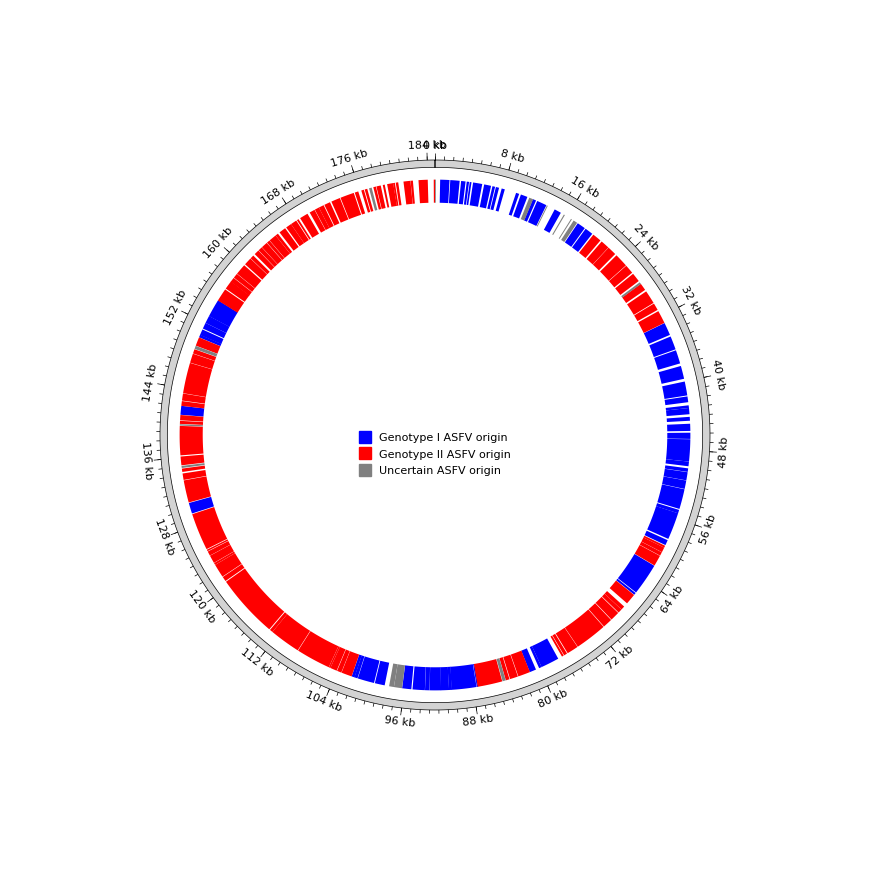 0 kb
8 kb
16 kb
24 kb
32 kb
40 kb
48 kb
56 kb
64 kb
72 kb
80 kb
88 kb
96 kb
104 kb
112 kb
120 kb
128 kb
136 kb
144 kb
152 kb
160 kb
168 kb
176 kb
184 kb
Genotype I ASFV origin
Genotype II ASFV origin
Uncertain ASFV origin